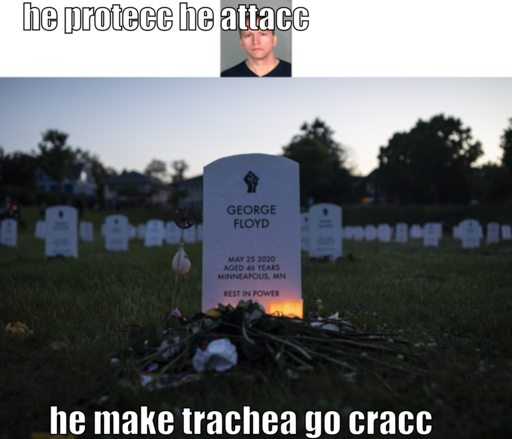 he protecc he attacc
GEORGE
FLOYD
MAY 25 2020
AGED 46 YEARS
MINNEAPOLIS, MN
REST IN POWER
he make trachea go cracc